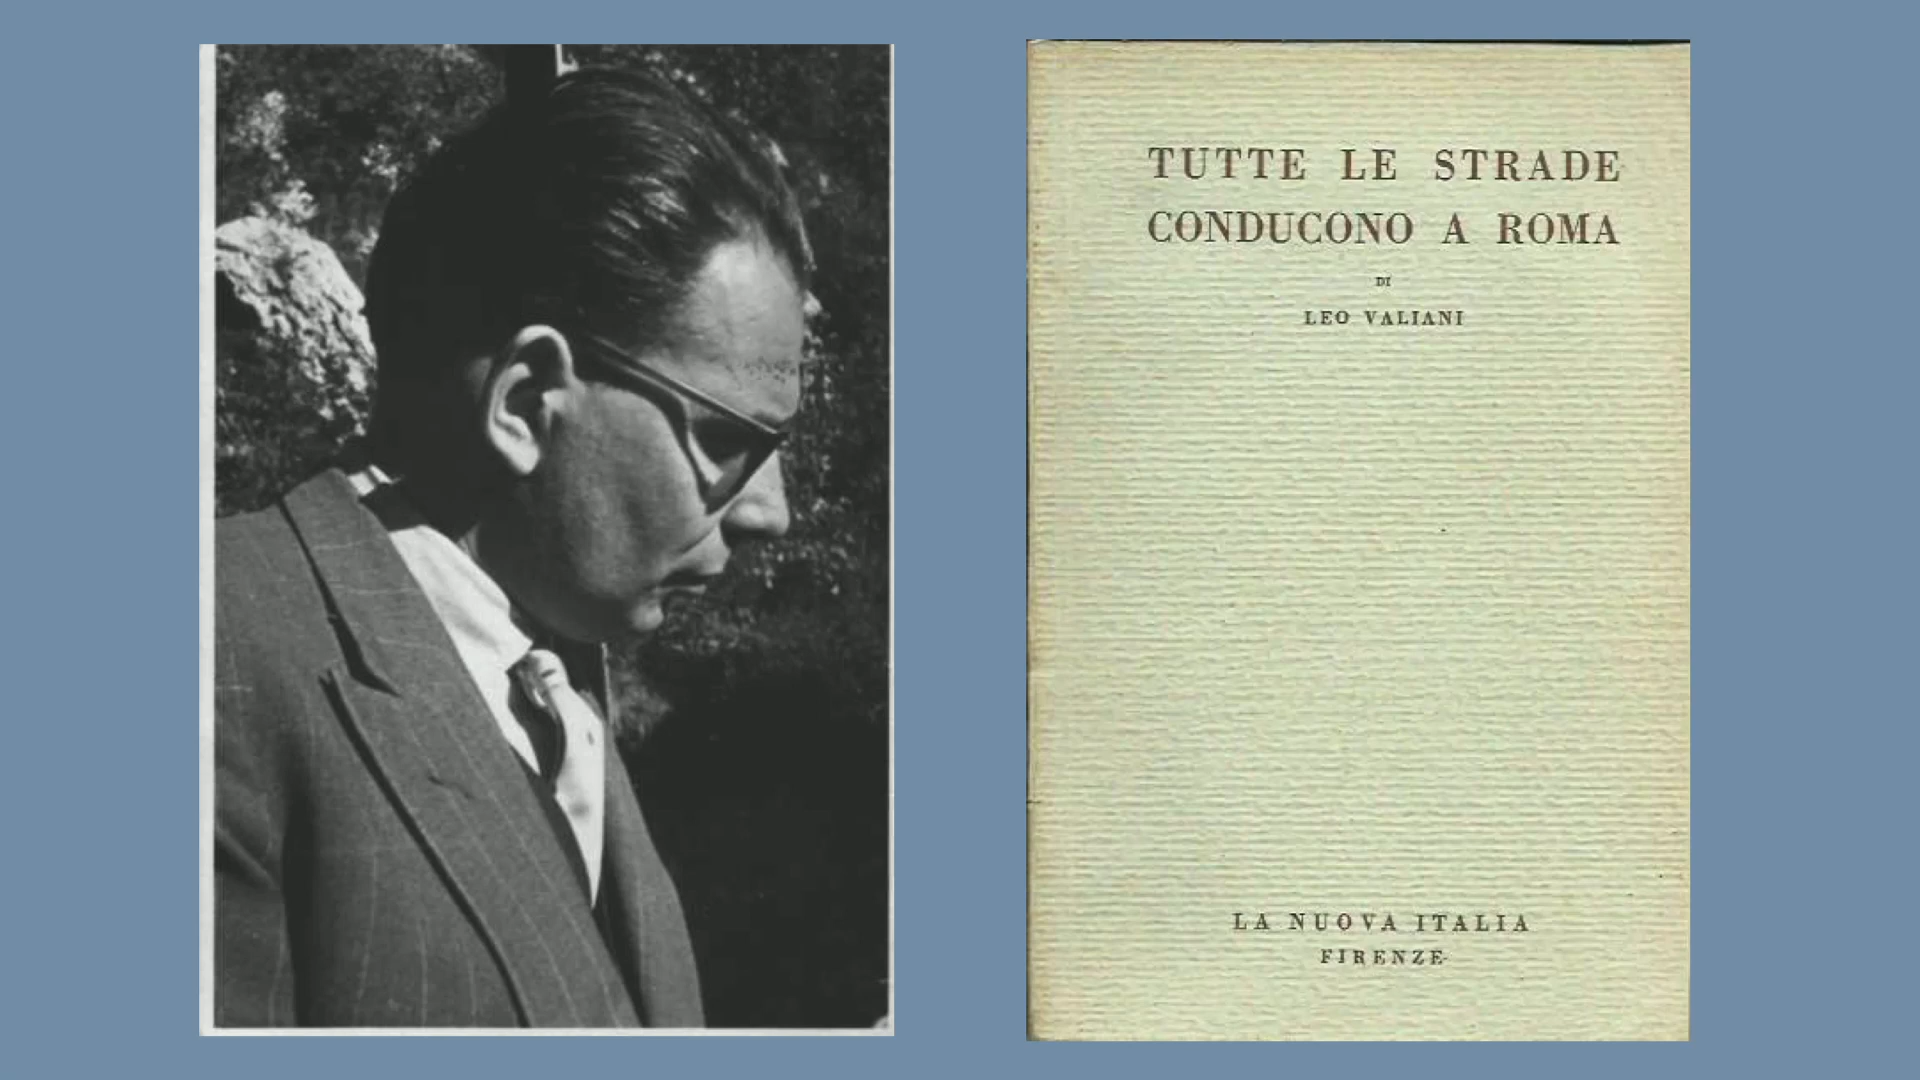 TUTTE LE STRADE
CONDUCONO A ROMA
DI
LEO VALIANI
LA NUOVA ITALIA
FIRENZE